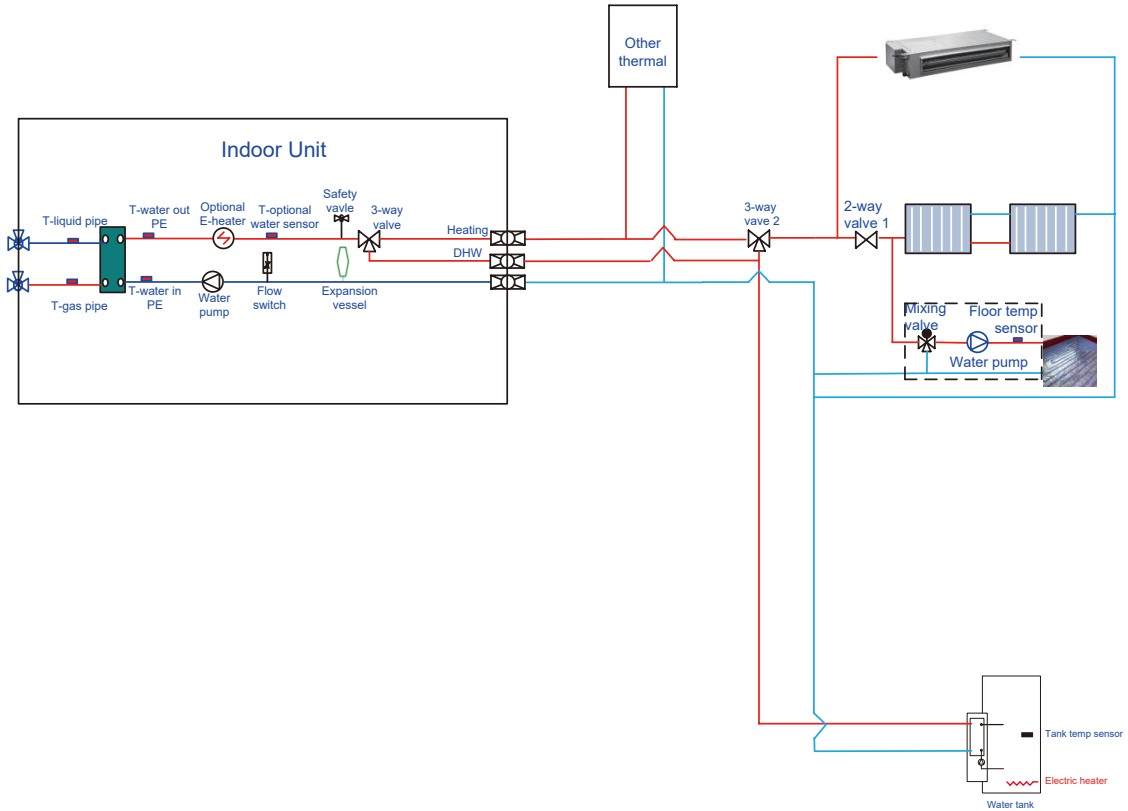 Other
thermal
Indoor Unit
Safety
vavle
T-liquid pipe
T-water out
PE
Optional
E-heater
T-optional
water sensor
3-way
valve
Heating
DHW
3-way
vave 2
2-way
valve 1
T-gas pipe
T-water in
PE
Water
pump
Flow
switch
Expansion
vessel
Mixing
valve
Floor temp
sensor
Water pump
Tank temp sensor
Electric heater
Water tank